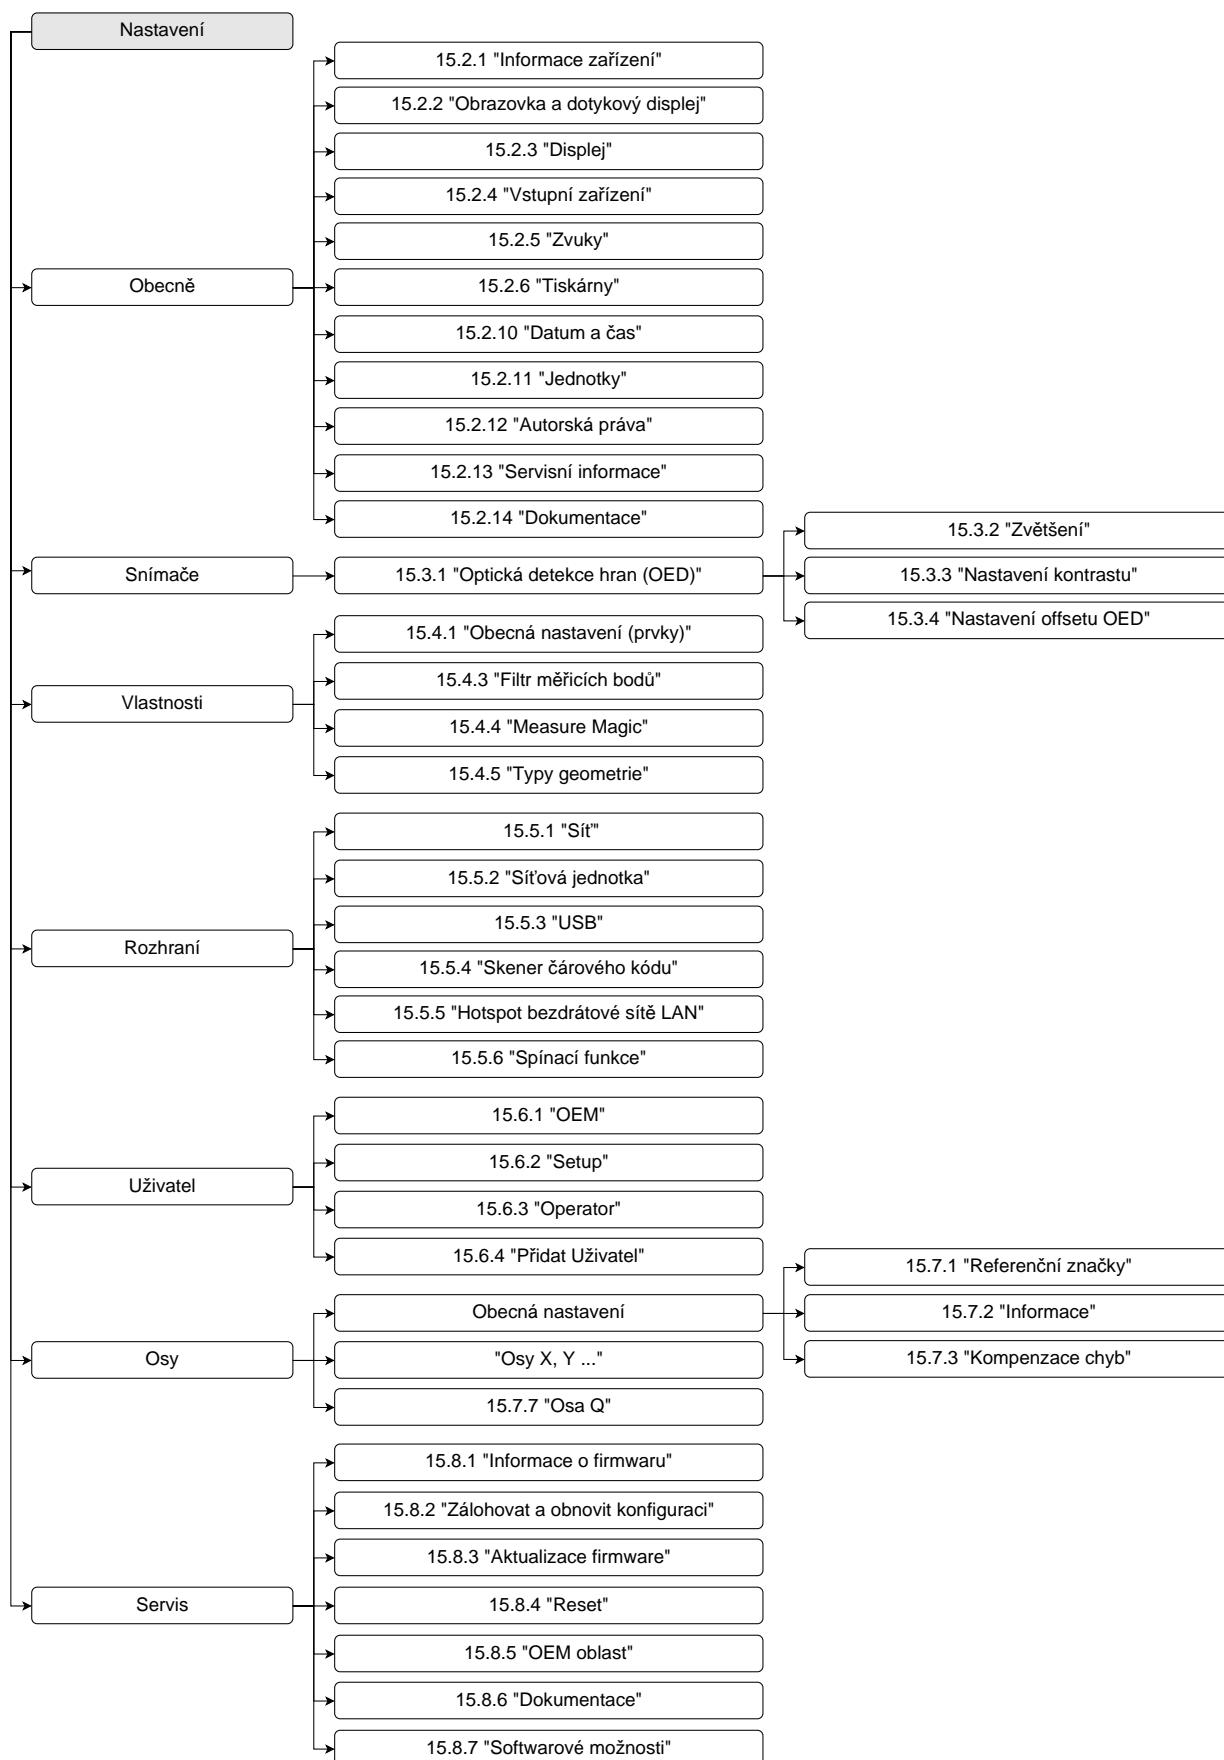 Nastavení
15.2.1 "Informace zařízení"
15.2.2 "Obrazovka a dotykový displej"
15.2.3 "Displej"
15.2.4 "Vstupní zařízení"
15.2.5 "Zvuky"
Obecně
15.2.6 "Tiskárny"
15.2.10 "Datum a čas"
15.2.11 "Jednotky"
15.2.12 "Autorská práva"
15.2.13 "Servisní informace"
15.2.14 "Dokumentace"
Snímače
15.3.1 "Optická detekce hran (OED)"
15.3.2 "Zvětšení"
15.3.3 "Nastavení kontrastu"
15.3.4 "Nastavení offsetu OED"
Vlastnosti
15.4.1 "Obecná nastavení (prvky)"
15.4.3 "Filtr měřicích bodů"
15.4.4 "Measure Magic"
15.4.5 "Typy geometrie"
Rozhraní
15.5.1 "Síť"
15.5.2 "Síťová jednotka"
15.5.3 "USB"
15.5.4 "Skener čárového kódu"
15.5.5 "Hotspot bezdrátové sítě LAN"
15.5.6 "Spínací funkce"
Uživatel
15.6.1 "OEM"
15.6.2 "Setup"
15.6.3 "Operator"
15.6.4 "Přidat Uživatel"
Osy
Obecná nastavení
15.7.1 "Referenční značky"
15.7.2 "Informace"
15.7.3 "Kompenzace chyb"
"Osy X, Y ..."
15.7.7 "Osa Q"
Servis
15.8.1 "Informace o firmwaru"
15.8.2 "Zálohovat a obnovit konfiguraci"
15.8.3 "Aktualizace firmware"
15.8.4 "Reset"
15.8.5 "OEM oblast"
15.8.6 "Dokumentace"
15.8.7 "Softwarové možnosti"